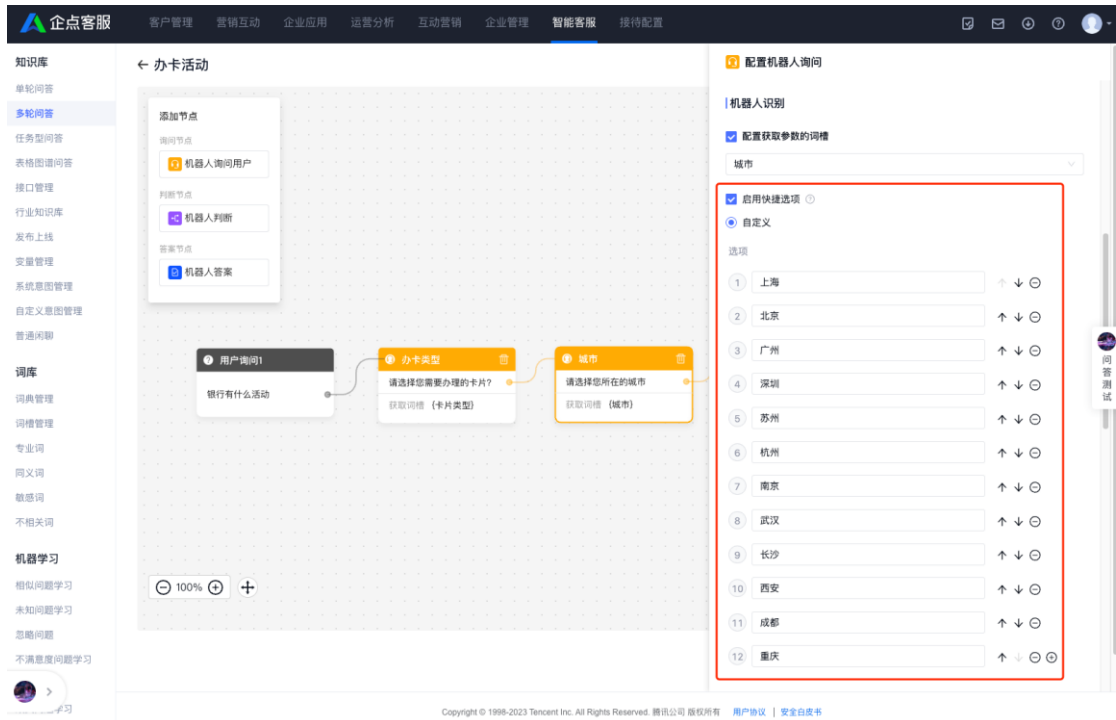 企点客服
客户管理 营销互动 企业应用 运营分析 互动营销 企业管理 智能客服 接待配置
知识库
单轮问答
多轮问答
任务型问答
表格图谱问答
接口管理
行业知识库
发布上线
变量管理
系统意图管理
自定义意图管理
普通闲聊
词库
词典管理
词槽管理
专业词
同义词
敏感词
不相关词
机器学习
相似问题学习
未知问题学习
忽略问题
不满意度问题学习
学习
← 办卡活动
添加节点
询问节点
机器人询问用户
判断节点
机器人判断
答案节点
机器人答案
用户询问1
银行有什么活动
办卡类型
请选择您需要办理的卡片?
获取词槽 (卡片类型)
城市
请选择您所在的城市
获取词槽 (城市)
100%
配置机器人询问
机器人识别
配置获取参数的词槽
城市
启用快捷选项
自定义
选项
1 上海
2 北京
3 广州
4 深圳
5 苏州
6 杭州
7 南京
8 武汉
9 长沙
10 西安
11 成都
12 重庆
问答测试
Copyright © 1998-2023 Tencent Inc. All Rights Reserved. 腾讯公司 版权所有 用户协议 | 安全白皮书